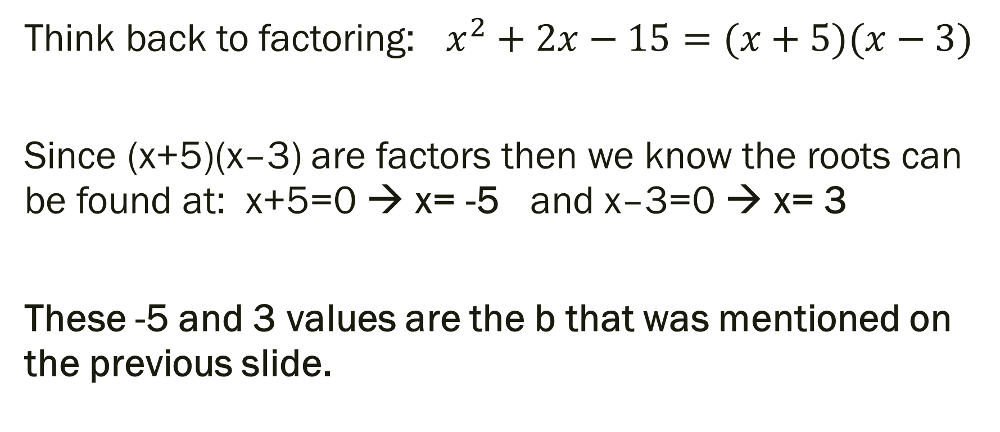 Think back to factoring: x² + 2x − 15 = (x + 5)(x − 3)
Since (x+5)(x–3) are factors then we know the roots can
be found at: x+5=0 → x= -5 and x–3=0 → x= 3
These -5 and 3 values are the b that was mentioned on
the previous slide.